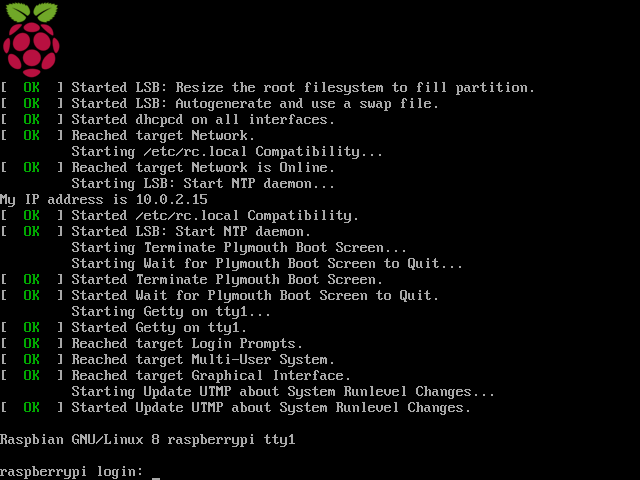 [  OK  ] Started LSB: Resize the root filesystem to fill partition.
[  OK  ] Started LSB: Autogenerate and use a swap file.
[  OK  ] Started dhcpcd on all interfaces.
[  OK  ] Reached target Network.
         Starting /etc/rc.local Compatibility...
[  OK  ] Reached target Network is Online.
         Starting LSB: Start NTP daemon...
My IP address is 10.0.2.15
[  OK  ] Started /etc/rc.local Compatibility.
[  OK  ] Started LSB: Start NTP daemon.
         Starting Terminate Plymouth Boot Screen...
         Starting Wait for Plymouth Boot Screen to Quit...
[  OK  ] Started Terminate Plymouth Boot Screen.
[  OK  ] Started Wait for Plymouth Boot Screen to Quit.
         Starting Getty on tty1...
[  OK  ] Started Getty on tty1.
[  OK  ] Reached target Login Prompts.
[  OK  ] Reached target Multi-User System.
[  OK  ] Reached target Graphical Interface.
         Starting Update UTMP about System Runlevel Changes...
[  OK  ] Started Update UTMP about System Runlevel Changes.
Raspbian GNU/Linux 8 raspberrypi tty1
raspberrypi login: _